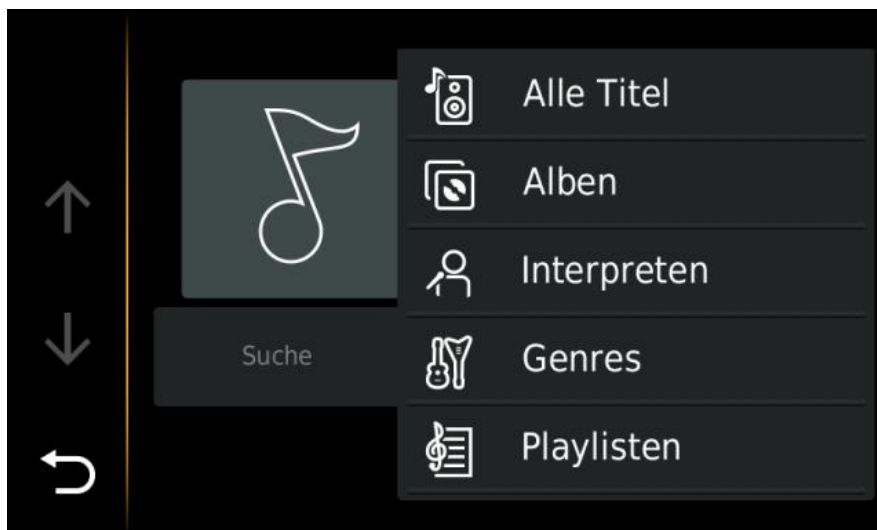 Alle Titel
Alben
Interpreten
Suche
Genres
Playlisten